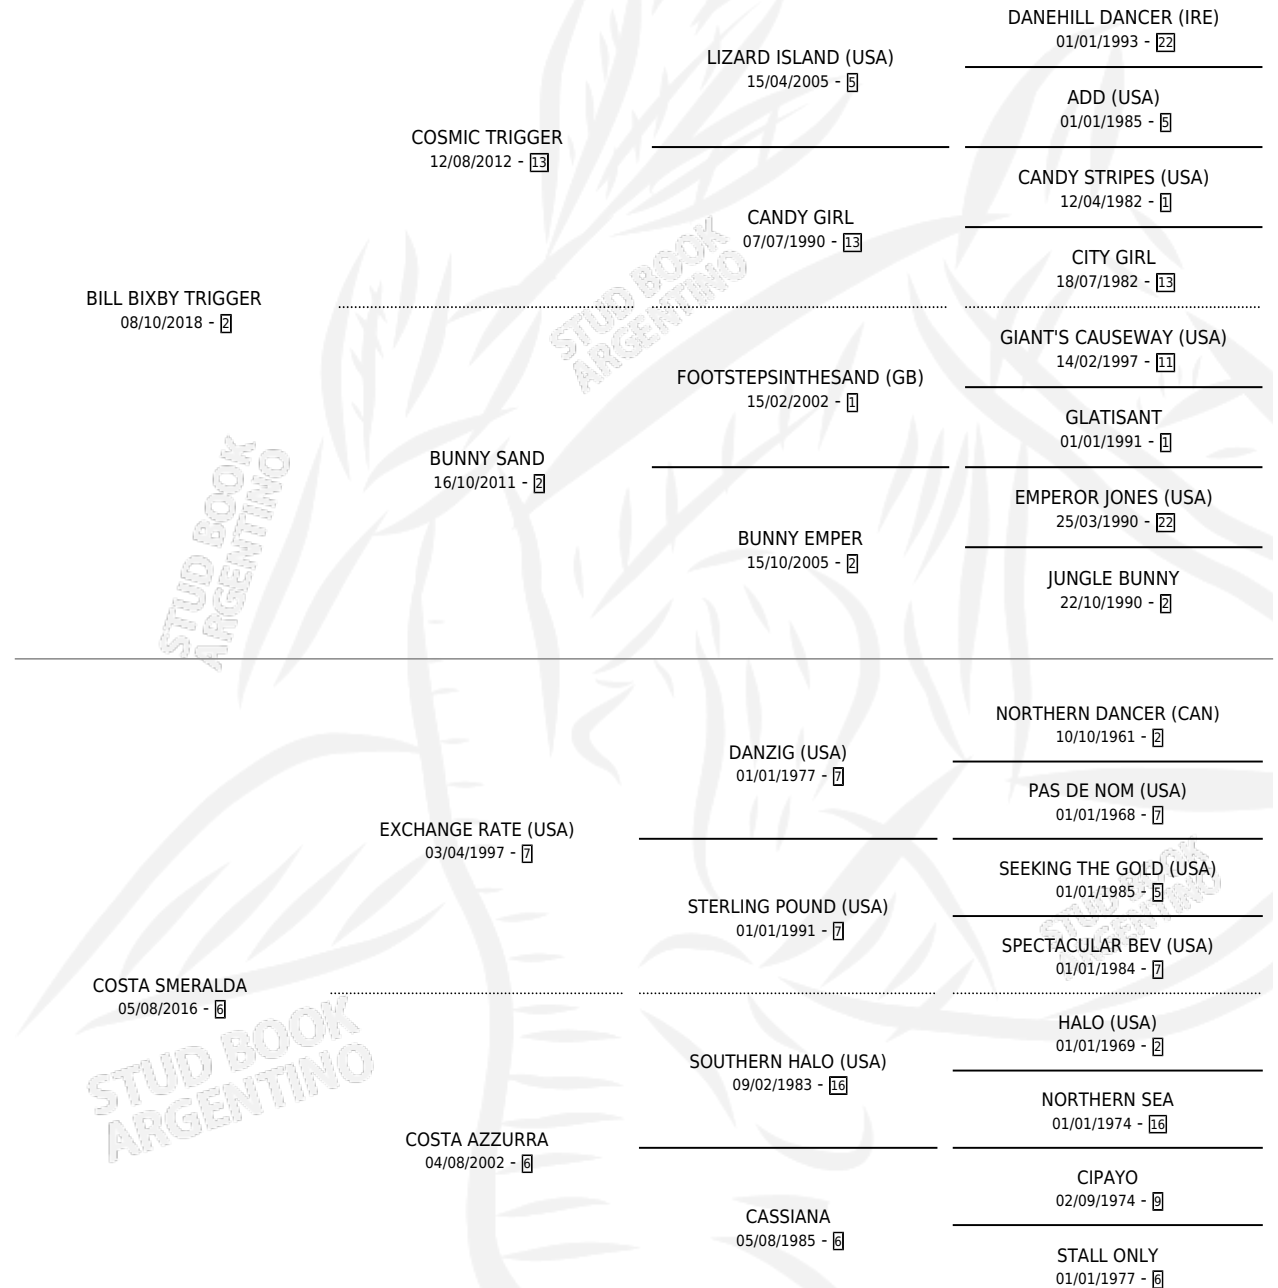 DANEHILL DANCER (IRE)
01/01/1993 - 22
LIZARD ISLAND (USA)
15/04/2005 - 5
ADD (USA)
01/01/1985 - 5
COSMIC TRIGGER
12/08/2012 - 13
CANDY STRIPES (USA)
12/04/1982 - 1
CANDY GIRL
07/07/1990 - 13
CITY GIRL
18/07/1982 - 13
BILL BIXBY TRIGGER
08/10/2018 - 2
GIANT'S CAUSEWAY (USA)
14/02/1997 - 11
FOOTSTEPSINTHESAND (GB)
15/02/2002 - 1
GLATISANT
01/01/1991 - 1
BUNNY SAND
16/10/2011 - 2
EMPEROR JONES (USA)
25/03/1990 - 22
BUNNY EMPER
15/10/2005 - 2
JUNGLE BUNNY
22/10/1990 - 2
STUD BOOK
ARGENTINO
STUD BOOK
ARGENTINO
NORTHERN DANCER (CAN)
10/10/1961 - 2
DANZIG (USA)
01/01/1977 - 7
PAS DE NOM (USA)
01/01/1968 - 7
EXCHANGE RATE (USA)
03/04/1997 - 7
SEEKING THE GOLD (USA)
01/01/1985 - 5
STERLING POUND (USA)
01/01/1991 - 7
SPECTACULAR BEV (USA)
01/01/1984 - 7
STUD BOOK
ARGENTINO
COSTA SMERALDA
05/08/2016 - 6
HALO (USA)
01/01/1969 - 2
SOUTHERN HALO (USA)
09/02/1983 - 16
NORTHERN SEA
01/01/1974 - 16
COSTA AZZURRA
04/08/2002 - 6
CIPAYO
02/09/1974 - 9
CASSIANA
05/08/1985 - 6
STALL ONLY
01/01/1977 - 6
STUD BOOK
ARGENTINO